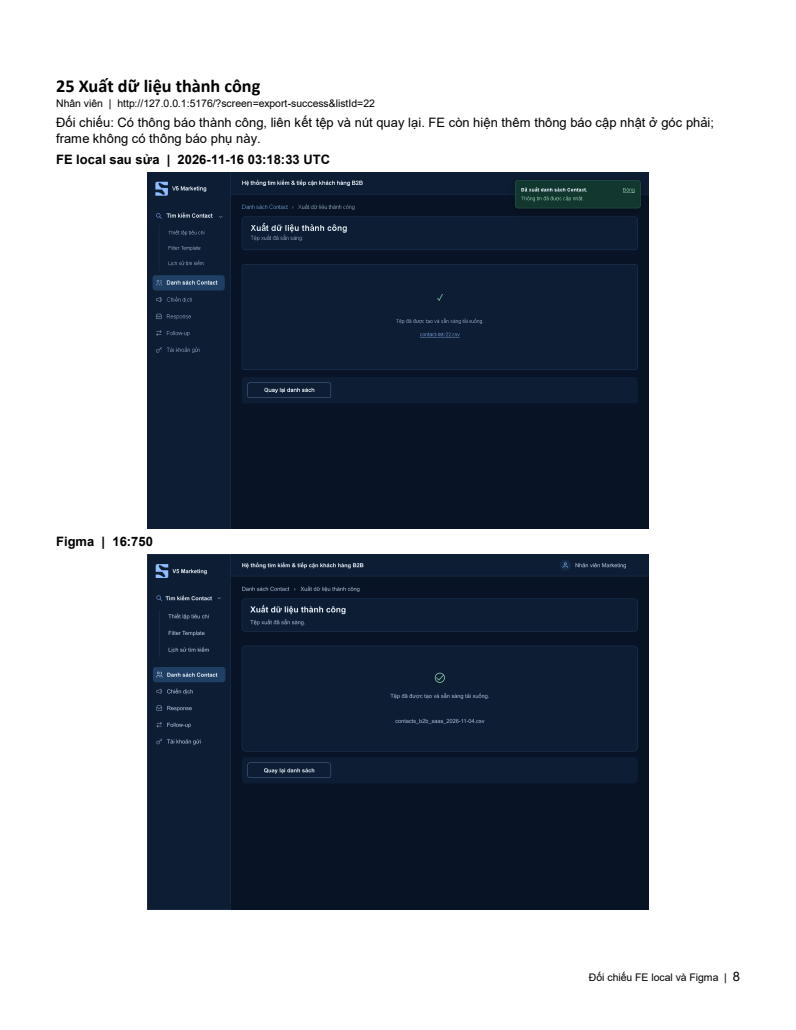 25 Xuất dữ liệu thành công
Nhân viên | http://127.0.0.1:5176/?screen=export-success&listId=22
Đối chiếu: Có thông báo thành công, liên kết tệp và nút quay lại. FE còn hiện thêm thông báo cập nhật ở góc phải;
frame không có thông báo phụ này.
FE local sau sửa | 2026-11-16 03:18:33 UTC
V5 Marketing
Hệ thống tìm kiếm & tiếp cận khách hàng B2B
Đã xuất danh sách Contact.
Đóng
Thông tin đã được cập nhật.
Danh sách Contact › Xuất dữ liệu thành công
Tìm kiếm Contact
Thiết lập tiêu chí
Filter Template
Lịch sử tìm kiếm
Danh sách Contact
Chiến dịch
Response
Follow-up
Tài khoản gửi
Xuất dữ liệu thành công
Tệp xuất đã sẵn sàng.
✓
Tệp đã được tạo và sẵn sàng tải xuống.
contact-list-22.csv
Quay lại danh sách
Figma | 16:750
V5 Marketing
Hệ thống tìm kiếm & tiếp cận khách hàng B2B
Nhân viên Marketing
Danh sách Contact › Xuất dữ liệu thành công
Tìm kiếm Contact
Thiết lập tiêu chí
Filter Template
Lịch sử tìm kiếm
Danh sách Contact
Chiến dịch
Response
Follow-up
Tài khoản gửi
Xuất dữ liệu thành công
Tệp xuất đã sẵn sàng.
Tệp đã được tạo và sẵn sàng tải xuống.
contacts_b2b_saas_2026-11-04.csv
Quay lại danh sách
Đối chiếu FE local và Figma | 8